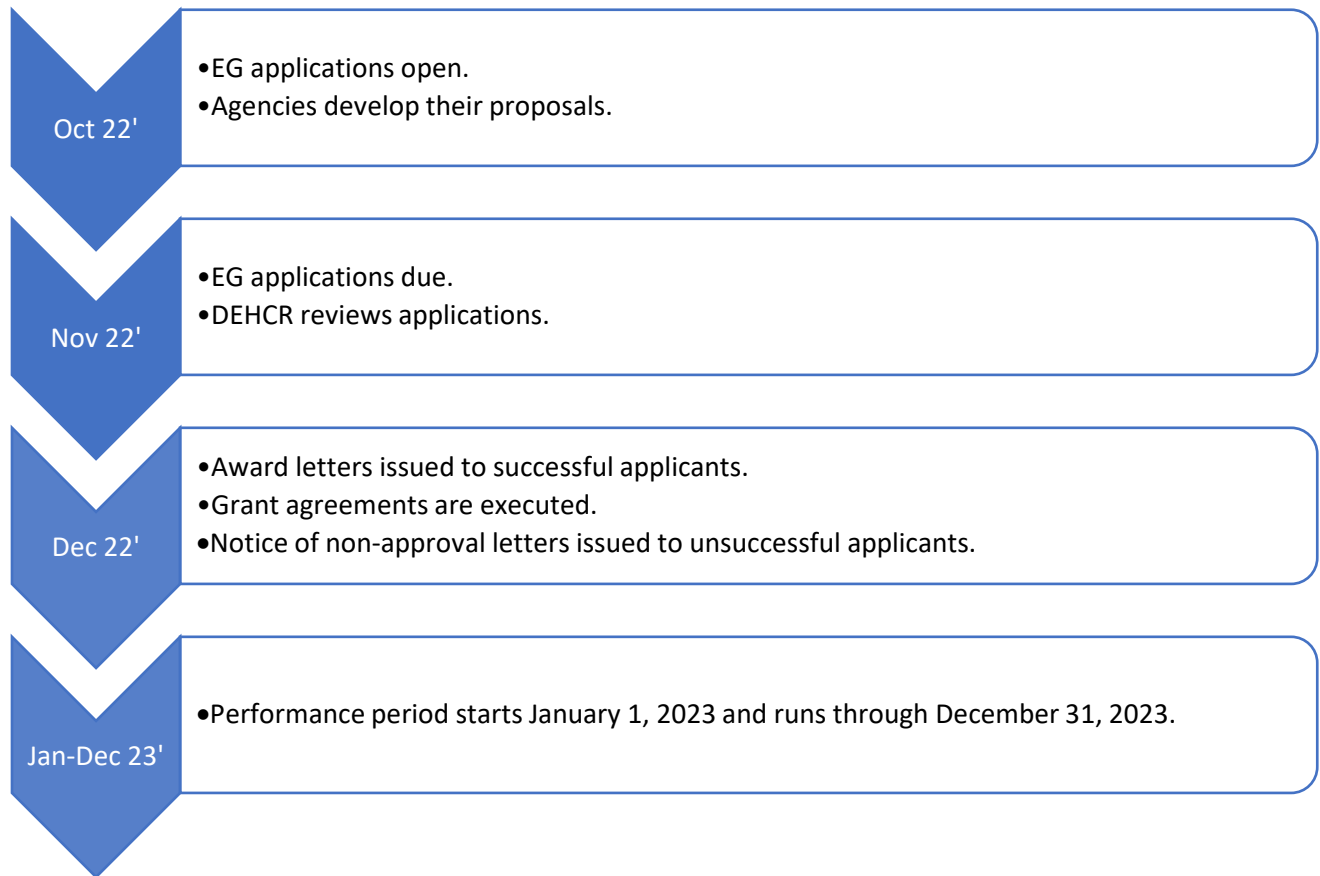 Oct 22'
•EG applications open.
•Agencies develop their proposals.
Nov 22'
•EG applications due.
•DEHCR reviews applications.
Dec 22'
•Award letters issued to successful applicants.
•Grant agreements are executed.
•Notice of non-approval letters issued to unsuccessful applicants.
Jan-Dec 23'
•Performance period starts January 1, 2023 and runs through December 31, 2023.